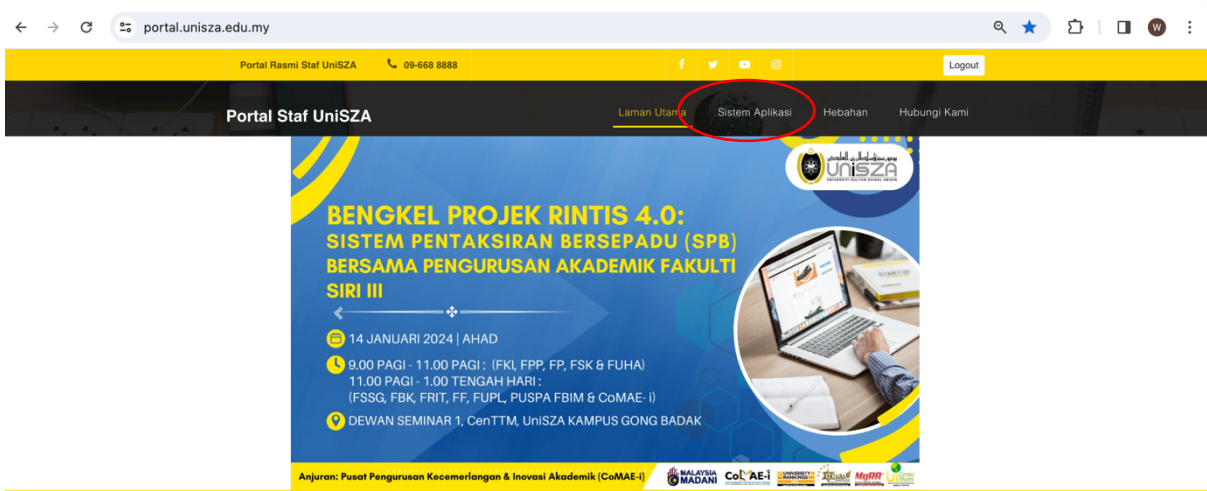 portal.unisza.edu.my
W
Portal Rasmi Staf UniSZA
09-668 8888
Logout
Portal Staf UniSZA
Laman Utama
Sistem Aplikasi
Hebahan
Hubungi Kami
UniSZA
UNIVERSITI SULTAN ZAINAL ABIDIN
BENGKEL PROJEK RINTIS 4.0:
SISTEM PENTAKSIRAN BERSEPADU (SPB)
BERSAMA PENGURUSAN AKADEMIK FAKULTI
SIRI III
14 JANUARI 2024 | AHAD
9.00 PAGI - 11.00 PAGI : (FKI, FPP, FP, FSK & FUHA)
11.00 PAGI - 1.00 TENGAH HARI :
(FSSG, FBK, FRIT, FF, FUPL, PUSPA FBIM & CoMAE- i)
DEWAN SEMINAR 1, CenTTM, UniSZA KAMPUS GONG BADAK
Anjuran: Pusat Pengurusan Kecemerlangan & Inovasi Akademik (CoMAE-i)
MALAYSIA
MADANI
CoMAE-i
MyRA